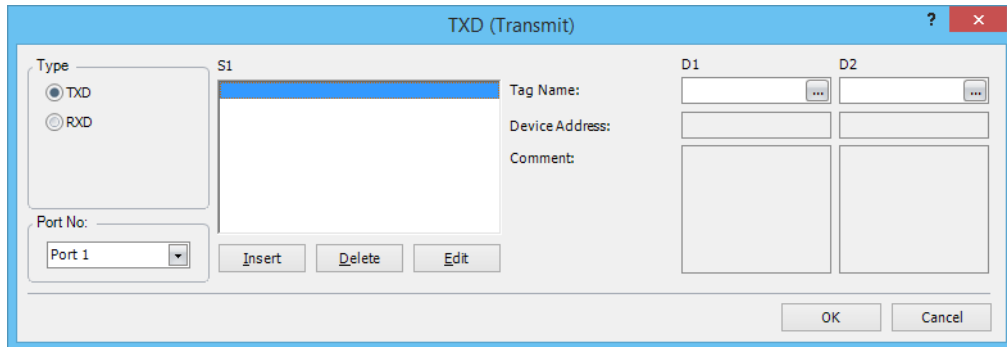 TXD (Transmit)
?
Type
TXD
RXD
Port No:
Port 1
S1
Insert
Delete
Edit
D1
D2
Tag Name:
...
...
Device Address:
Comment:
OK
Cancel